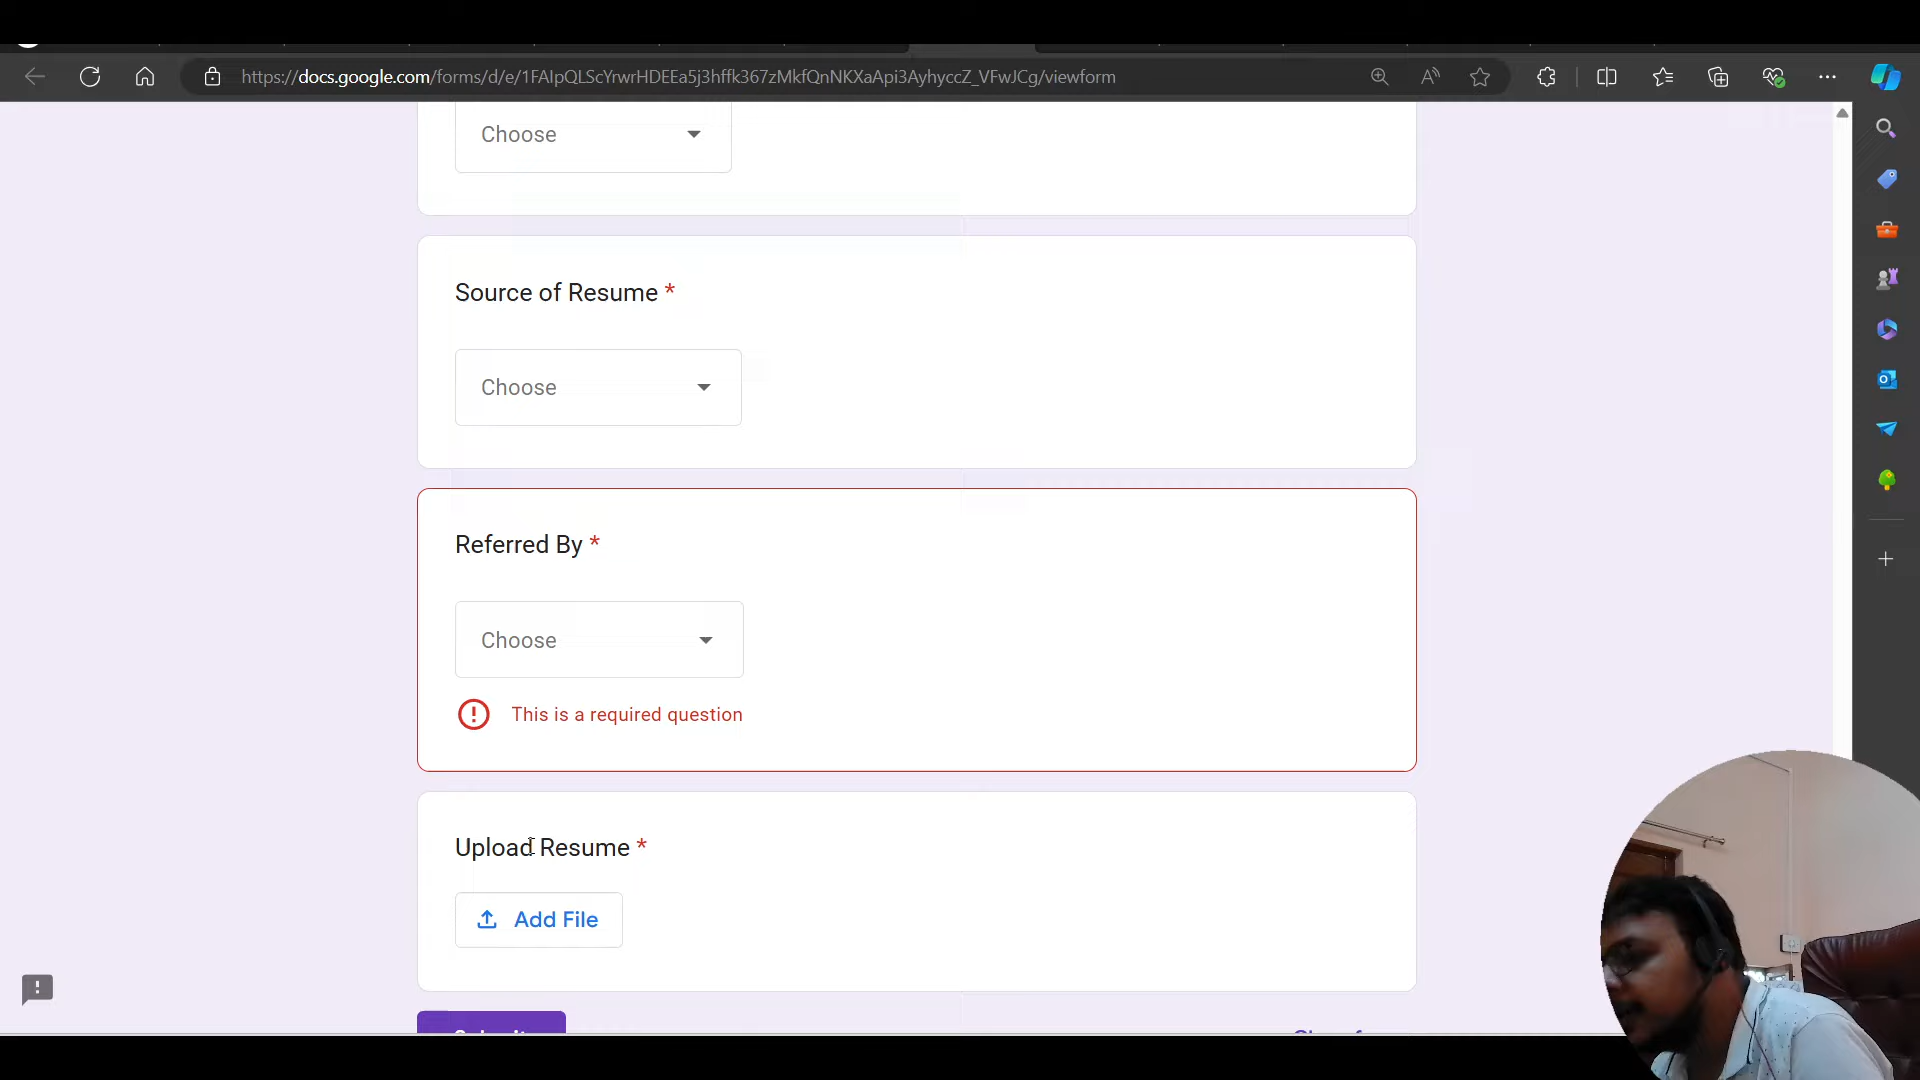 https://docs.google.com/forms/d/e/1FAIpQLScYrwrHDEEa5j3hffk367zMkfQnNKXaApi3AyhyccZ_VFwJCg/viewform
Choose
Source of Resume *
Choose
Referred By *
Choose
This is a required question
Upload Resume *
Add File